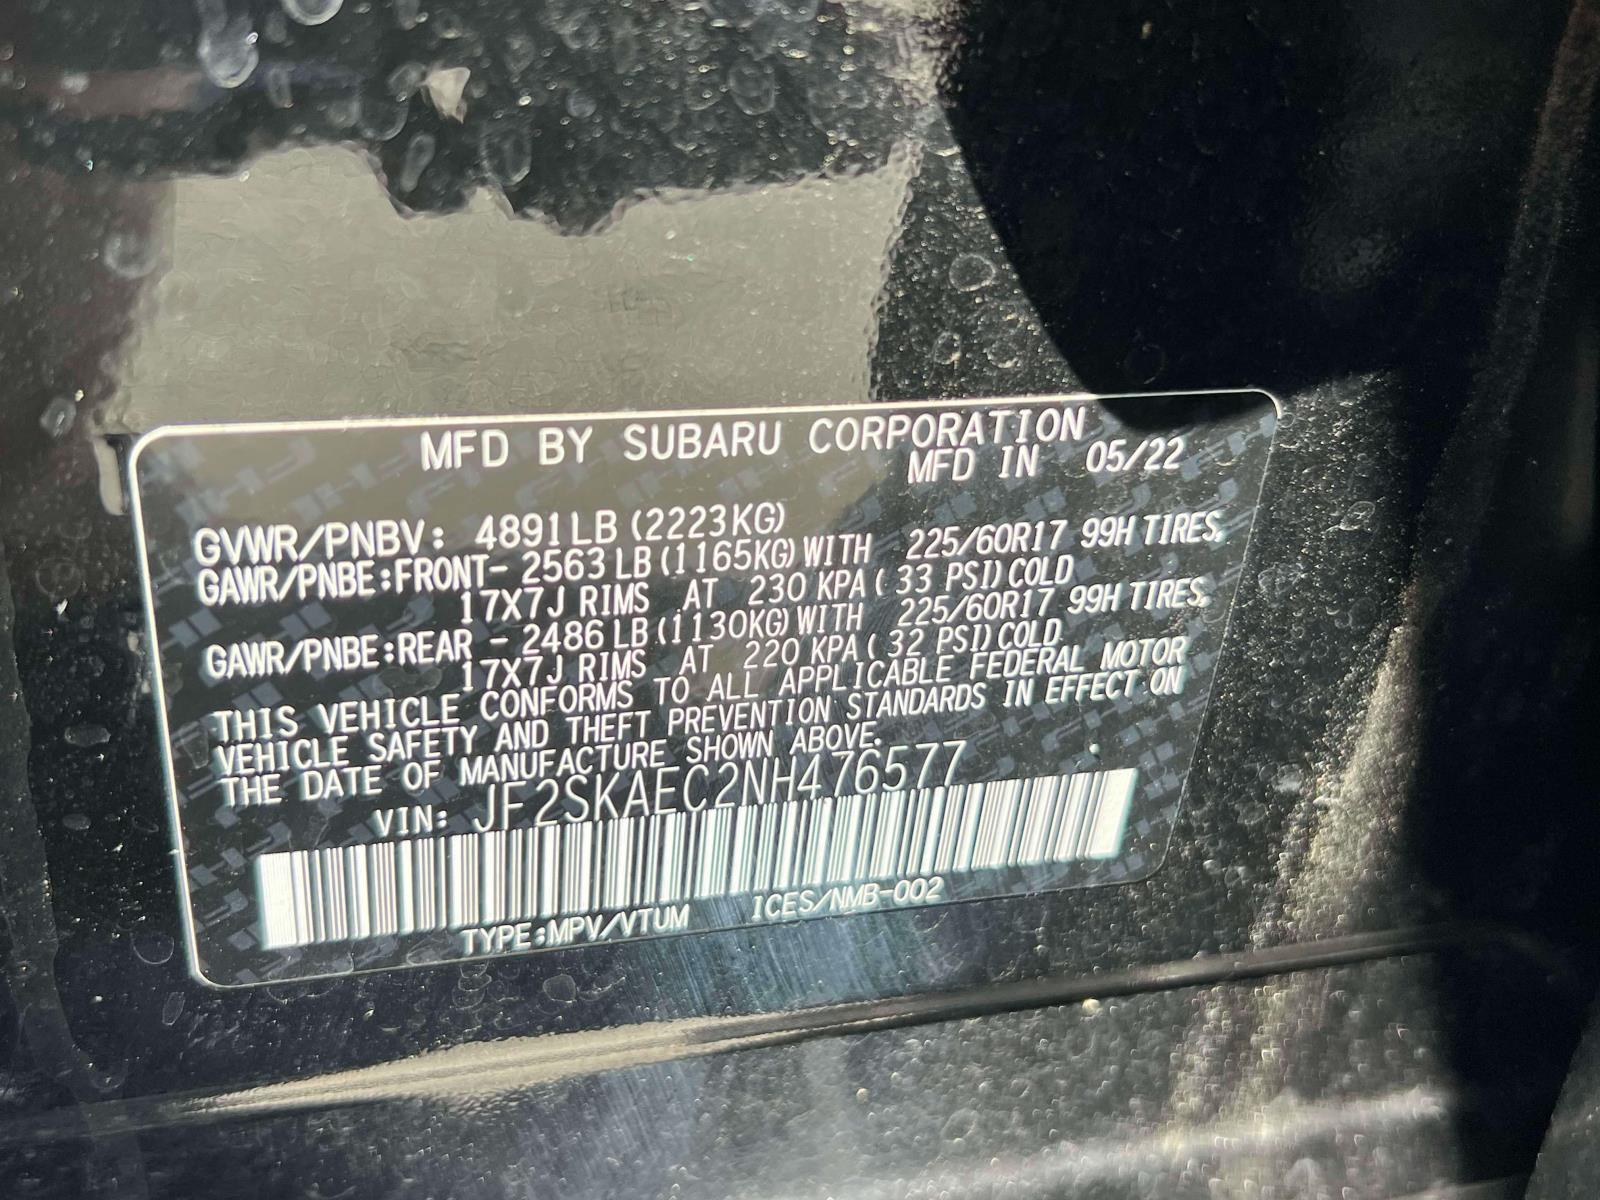 MFD BY SUBARU CORPORATION
MFD IN 05/22
GVWR/PNBV: 4891LB (2223KG)
GAWR/PNBE:FRONT- 2563 LB (1165KG) WITH 225/60R17 99H TIRES,
17X7J RIMS AT 230 KPA ( 33 PSI) COLD
GAWR/PNBE:REAR - 2486 LB (1130KG) WITH 225/60R17 99H TIRES,
17X7J RIMS AT 220 KPA ( 32 PSI) COLD.
THIS VEHICLE CONFORMS TO ALL APPLICABLE FEDERAL MOTOR
VEHICLE SAFETY AND THEFT PREVENTION STANDARDS IN EFFECT ON
THE DATE OF MANUFACTURE SHOWN ABOVE.
VIN: JF2SKAEC2NH476577
TYPE:MPV/VTUM ICES/NMB-002